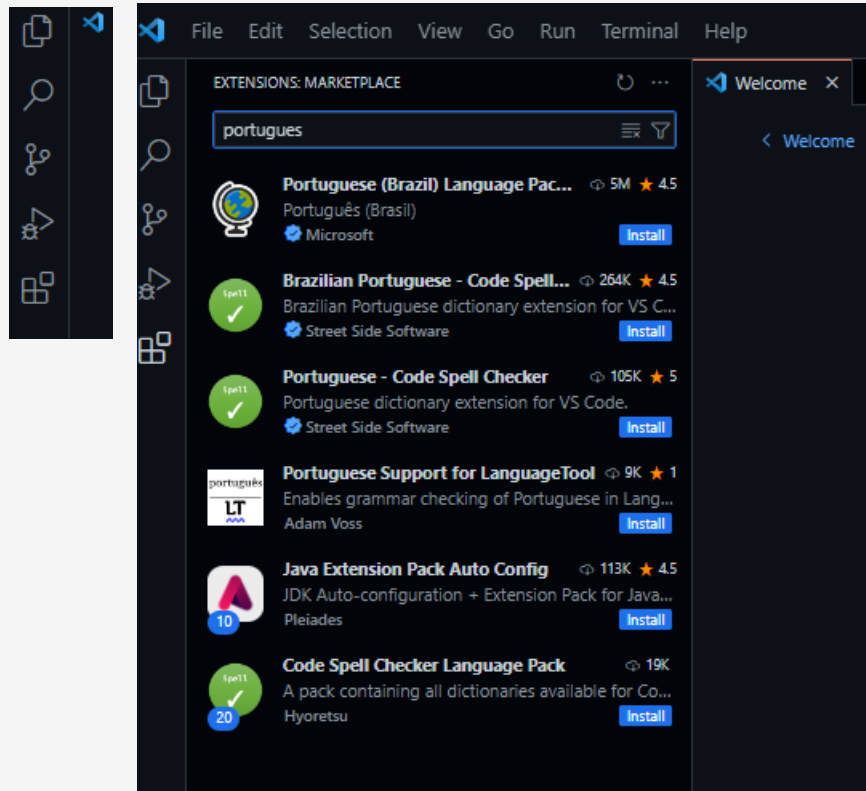 File Edit Selection View Go Run Terminal Help
EXTENSIONS: MARKETPLACE
Welcome
portugues
Welcome
Portuguese (Brazil) Language Pac... 5M 4.5
Português (Brasil)
Microsoft Install
Spell
Brazilian Portuguese - Code Spell... 264K 4.5
Brazilian Portuguese dictionary extension for VS C...
Street Side Software Install
Spell
Portuguese - Code Spell Checker 105K 5
Portuguese dictionary extension for VS Code.
Street Side Software Install
português
LT
Portuguese Support for LanguageTool 9K 1
Enables grammar checking of Portuguese in Lang...
Adam Voss Install
Java Extension Pack Auto Config 113K 4.5
JDK Auto-configuration + Extension Pack for Java...
10 Pleiades Install
Spell
Code Spell Checker Language Pack 19K
A pack containing all dictionaries available for Co...
20 Hyoretsu Install